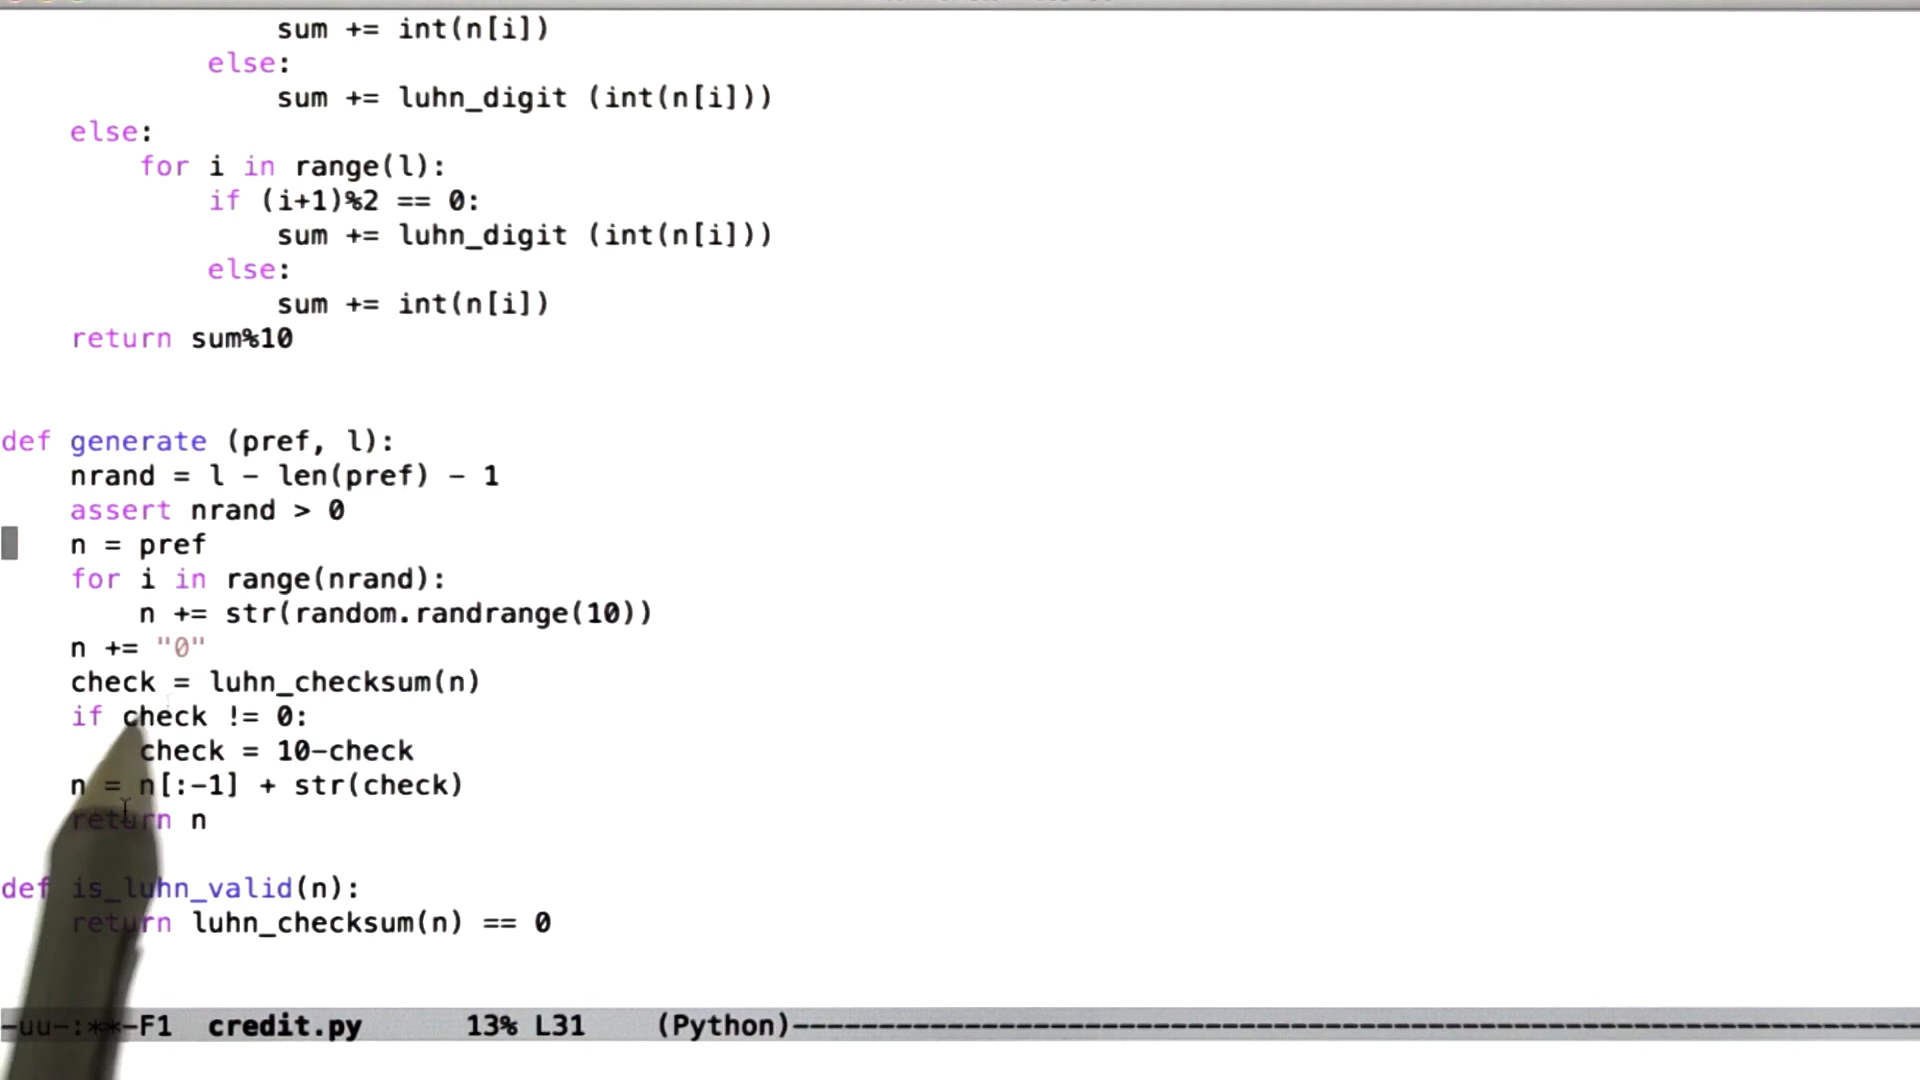 sum += int(n[i])
else:
sum += luhn_digit (int(n[i]))
else:
for i in range(l):
if (i+1)%2 == 0:
sum += luhn_digit (int(n[i]))
else:
sum += int(n[i])
return sum%10
def generate (pref, l):
nrand = l - len(pref) - 1
assert nrand > 0
n = pref
for i in range(nrand):
n += str(random.randrange(10))
n += "0"
check = luhn_checksum(n)
if check != 0:
check = 10-check
n = n[:-1] + str(check)
return n
def is_luhn_valid(n):
return luhn_checksum(n) == 0
-uu-:**-F1 credit.py 13% L31 (Python)----